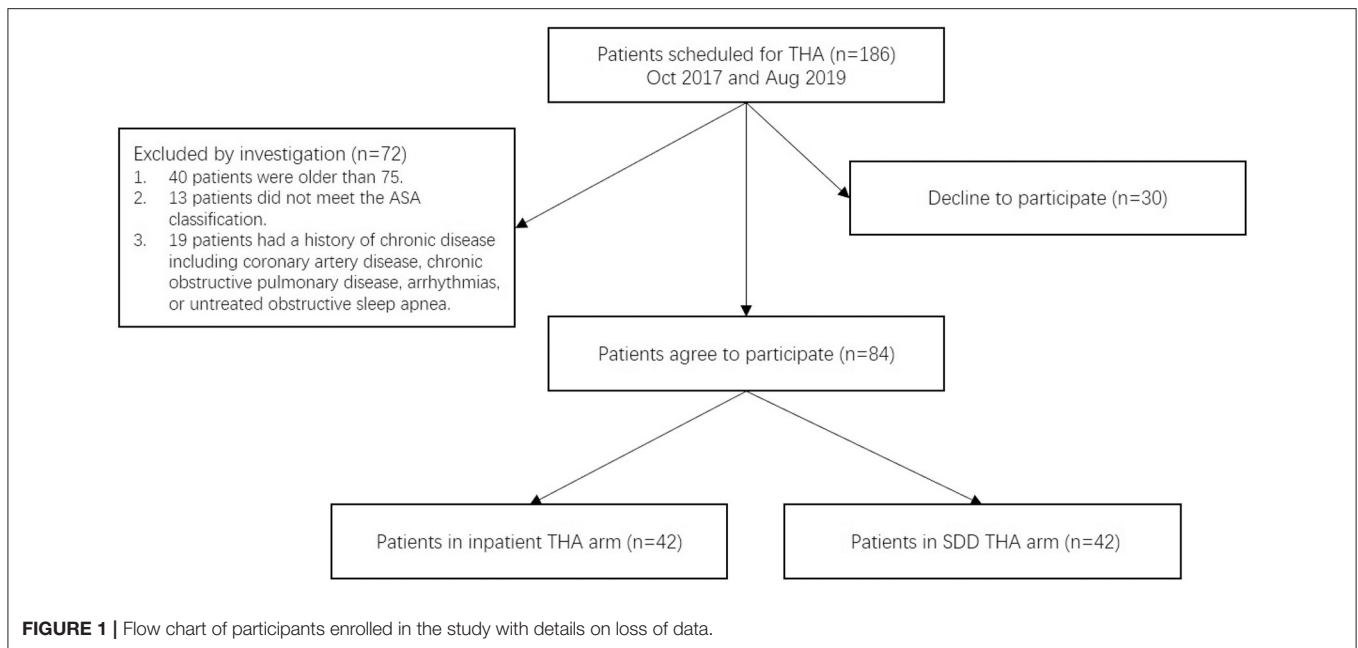 Patients scheduled for THA (n=186)
Oct 2017 and Aug 2019
Excluded by investigation (n=72)
1. 40 patients were older than 75.
2. 13 patients did not meet the ASA
classification.
3. 19 patients had a history of chronic disease
including coronary artery disease, chronic
obstructive pulmonary disease, arrhythmias,
or untreated obstructive sleep apnea.
Decline to participate (n=30)
Patients agree to participate (n=84)
Patients in inpatient THA arm (n=42)
Patients in SDD THA arm (n=42)
FIGURE 1 | Flow chart of participants enrolled in the study with details on loss of data.